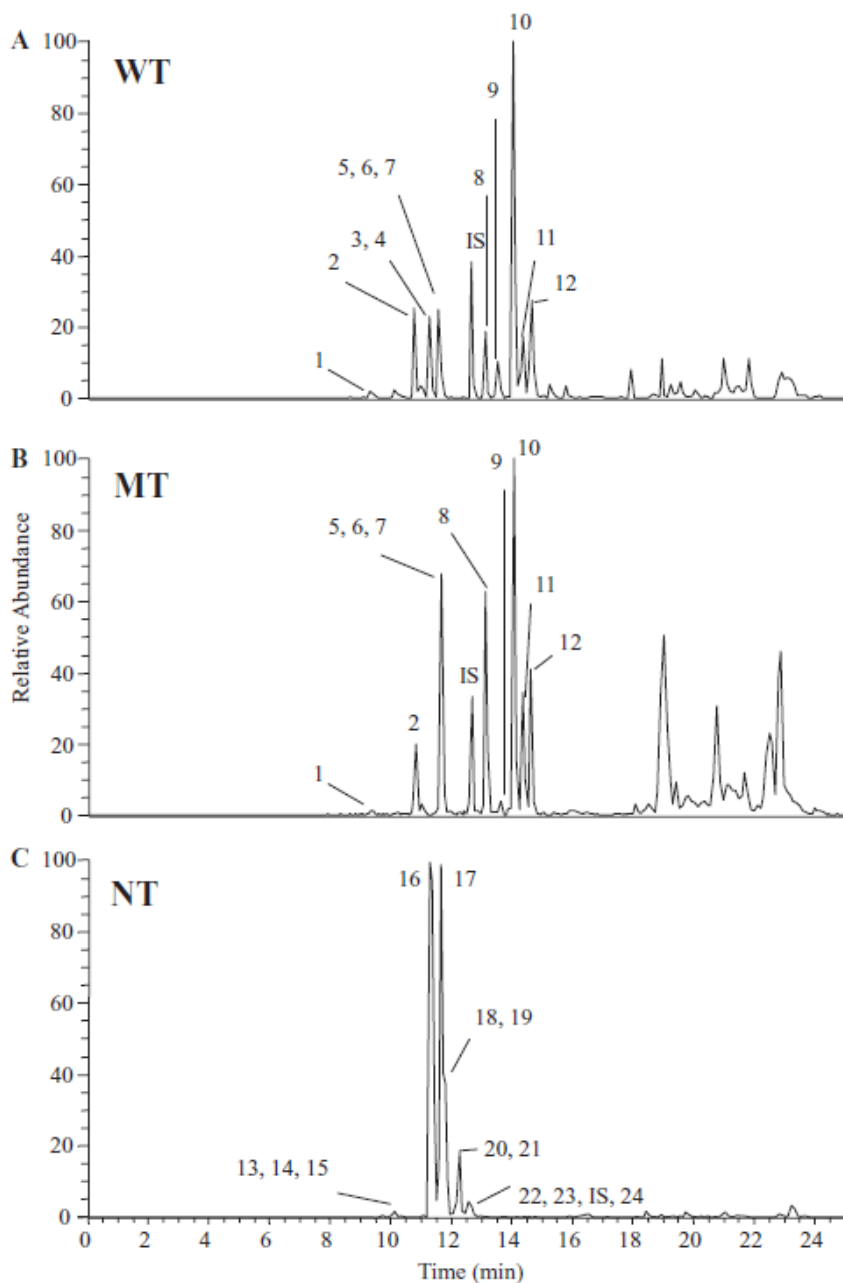 A
WT
100
80
60
40
20
0
1
2
3, 4
5, 6, 7
IS
8
9
10
11
12
B
MT
Relative Abundance
100
80
60
40
20
0
1
2
5, 6, 7
IS
8
9
10
11
12
C
NT
100
80
60
40
20
0
13, 14, 15
16
17
18, 19
20, 21
22, 23, IS, 24
0 2 4 6 8 10 12 14 16 18 20 22 24
Time (min)